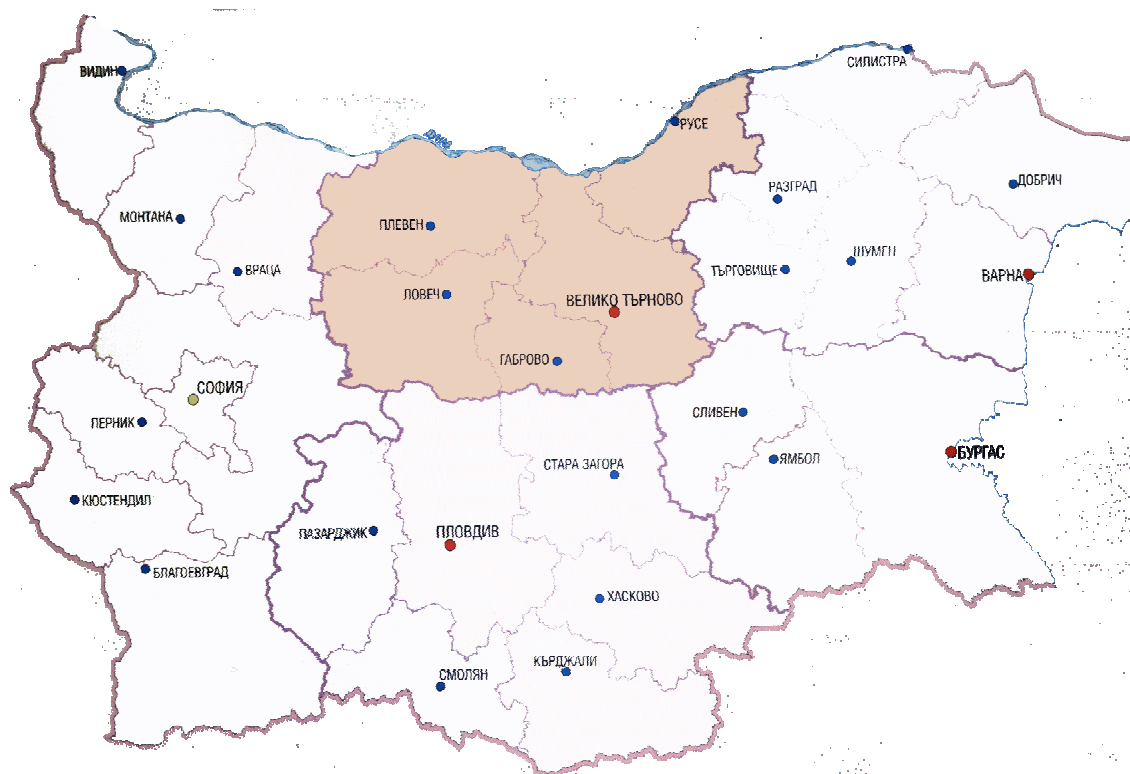 ВИДИН
СИЛИСТРА
РУСЕ
МОНТАНА
ВРАЦА
ПЛЕВЕН
ЛОВЕЧ
ВЕЛИКО ТЪРНОВО
ГАБРОВО
РАЗГРАД
ТЪРГОВИЩЕ
ШУМЕН
ДОБРИЧ
ВАРНА
СОФИЯ
ПЕРНИК
КЮСТЕНДИЛ
БЛАГОЕВГРАД
ПАЗАРДЖИК
ПЛОВДИВ
СТАРА ЗАГОРА
СЛИВЕН
ЯМБОЛ
БУРГАС
ХАСКОВО
КЪРДЖАЛИ
СМОЛЯН